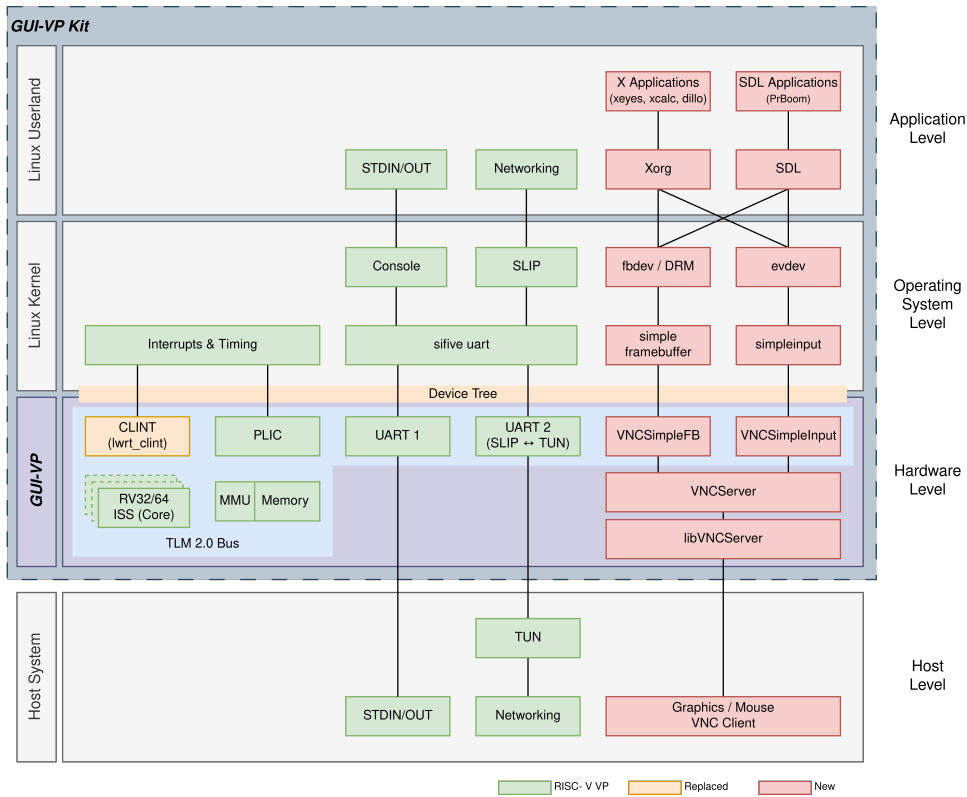 GUI-VP Kit
Linux Userland
X Applications
(xeyes, xcalc, dillo)
SDL Applications
(PrBoom)
Application
Level
STDIN/OUT
Networking
Xorg
SDL
Linux Kernel
Console
SLIP
fbdev / DRM
evdev
Operating
System
Level
Interrupts & Timing
sifive uart
simple
framebuffer
simpleinput
Device Tree
GUI-VP
CLINT
(lwrt_clint)
PLIC
UART 1
UART 2
(SLIP ↔ TUN)
VNCSimpleFB
VNCSimpleInput
Hardware
Level
RV32/64
ISS (Core)
MMU
Memory
VNCServer
TLM 2.0 Bus
libVNCServer
Host System
TUN
Host
Level
STDIN/OUT
Networking
Graphics / Mouse
VNC Client
RISC- V VP
Replaced
New